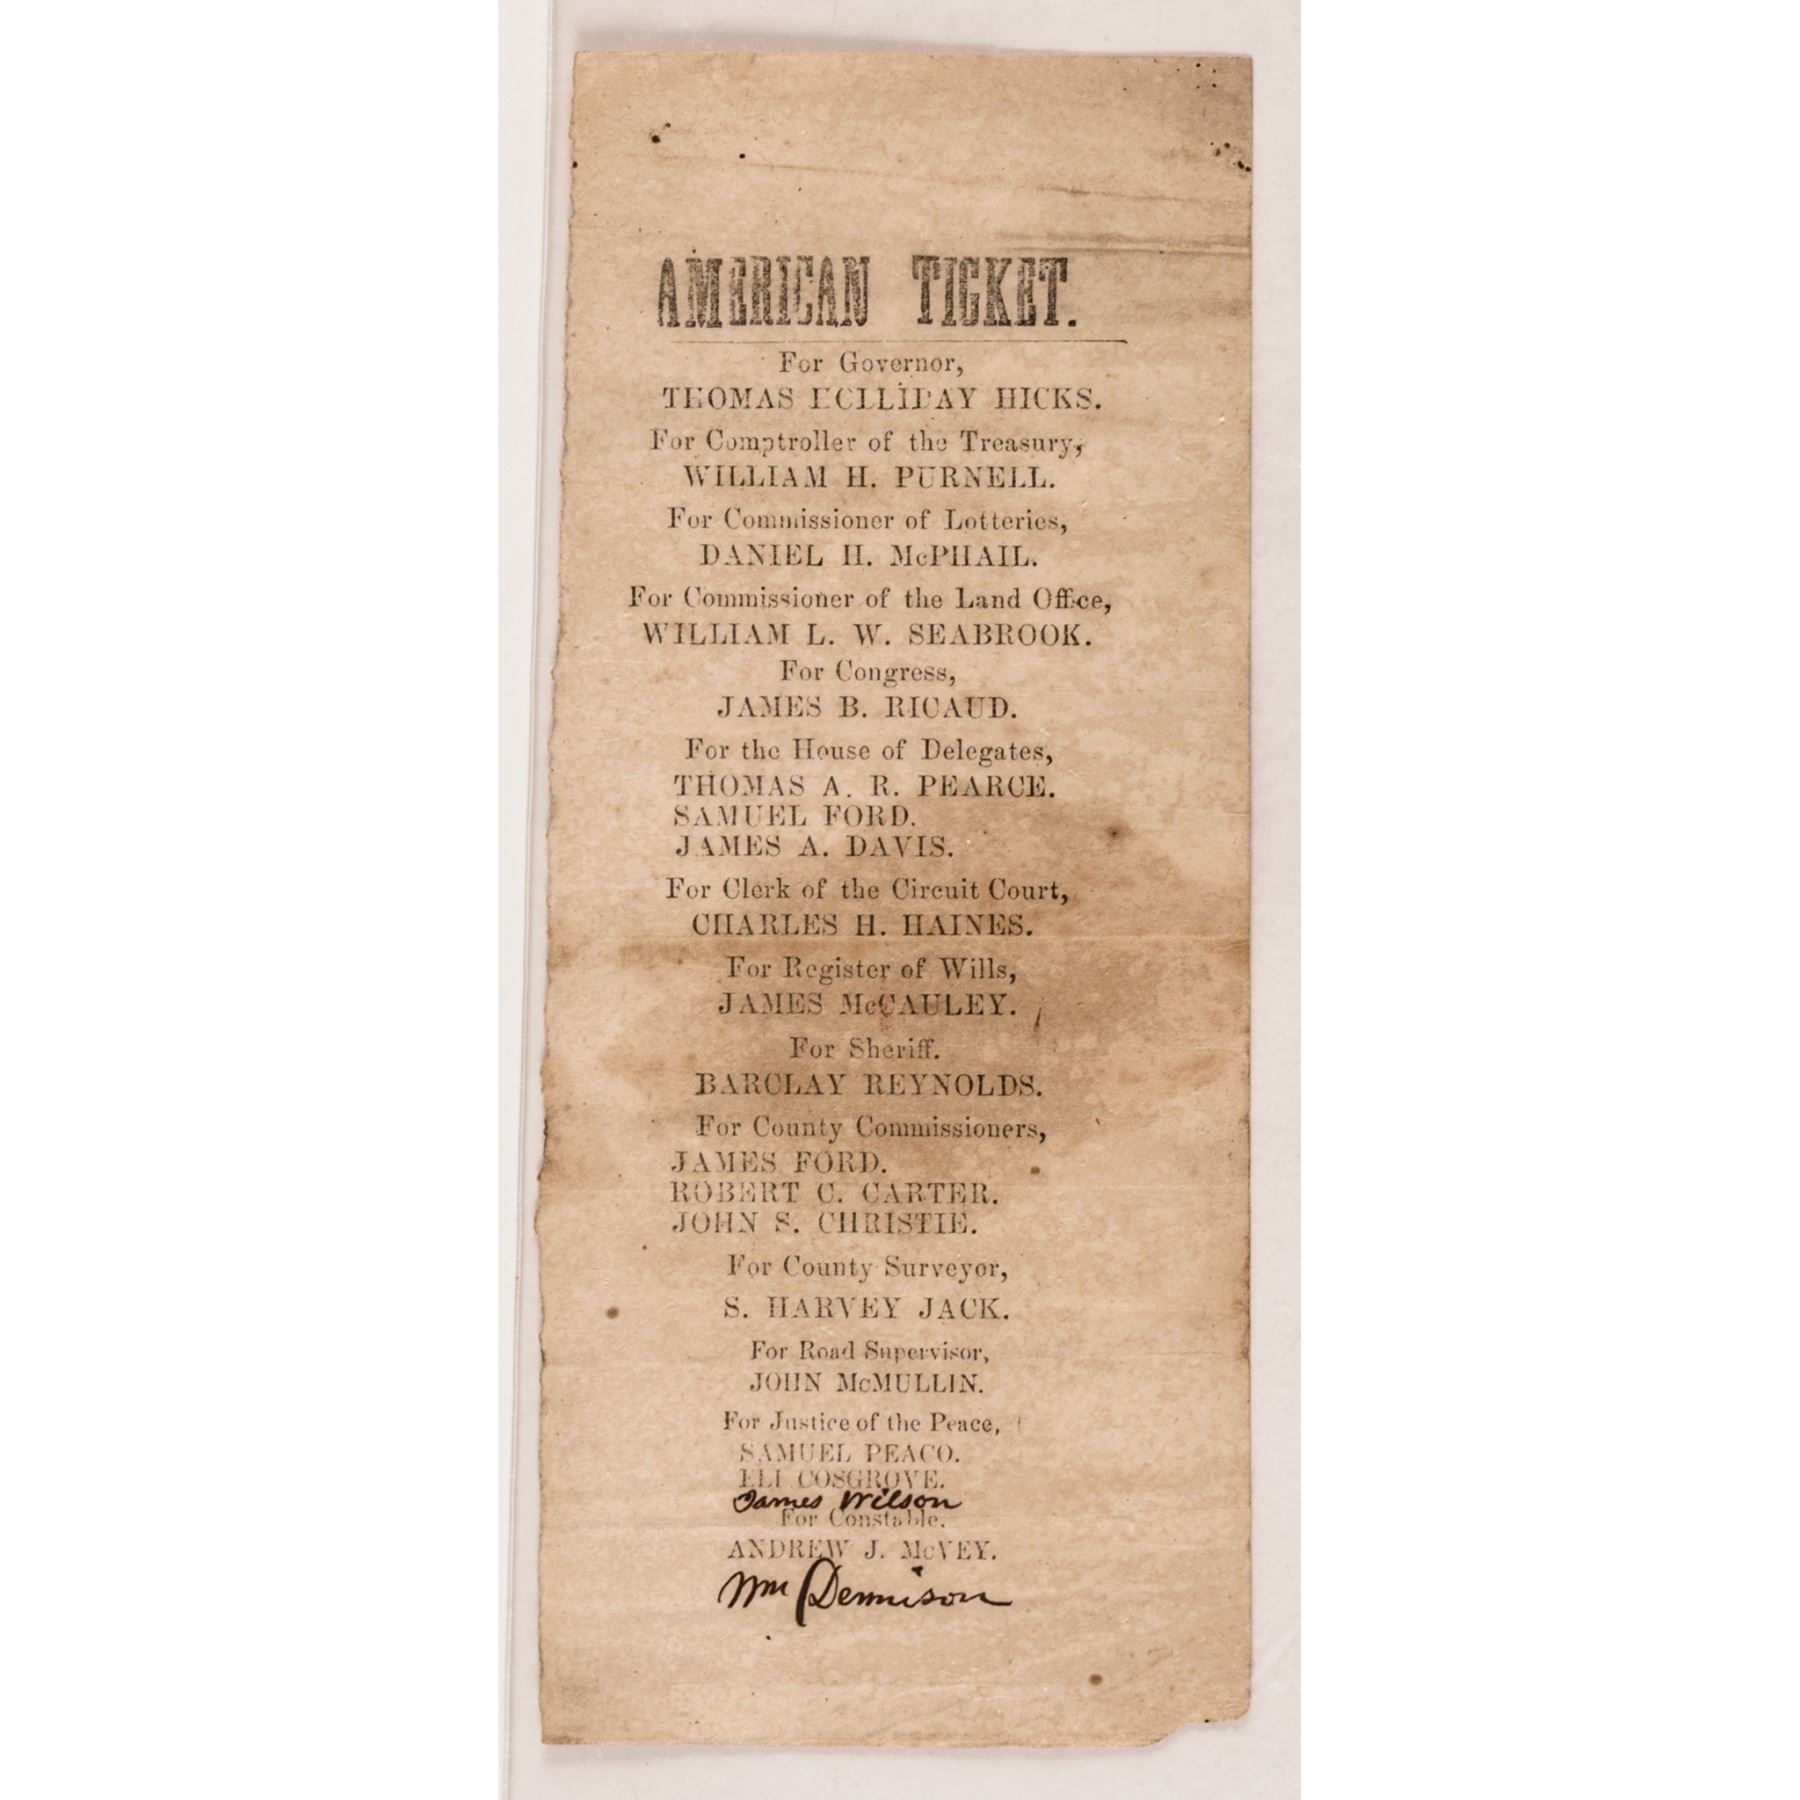 AMERICAN TICKET.
For Governor,
THOMAS HOLLIDAY HICKS.
For Comptroller of the Treasury,
WILLIAM H. PURNELL.
For Commissioner of Lotteries,
DANIEL H. McPHAIL.
For Commissioner of the Land Office,
WILLIAM L. W. SEABROOK.
For Congress,
JAMES B. RICAUD.
For the House of Delegates,
THOMAS A. R. PEARCE.
SAMUEL FORD.
JAMES A. DAVIS.
For Clerk of the Circuit Court,
CHARLES H. HAINES.
For Register of Wills,
JAMES McCAULEY.
For Sheriff.
BARCLAY REYNOLDS.
For County Commissioners,
JAMES FORD.
ROBERT C. CARTER.
JOHN S. CHRISTIE.
For County Surveyor,
S. HARVEY JACK.
For Road Supervisor,
JOHN McMULLIN.
For Justice of the Peace,
SAMUEL PEACO.
ELI COSGROVE.
James Wilson
For Constable.
ANDREW J. McVEY.
Wm Dennison